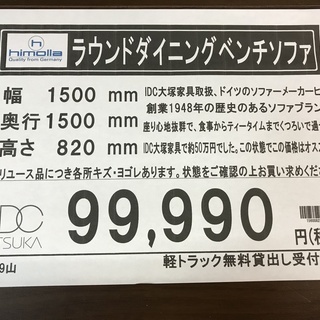 himolla
Quality from Germany
ラウンドダイニングベンチソファ
幅 1500 mm
奥行 1500 mm
高さ 820 mm
IDC大塚家具取扱、ドイツのソファーメーカーヒ
創業1948年の歴史のあるソファブラン
座り心地抜群で、食事からティータイムまでくつろいで過
IDC大塚家具で約50万円でした。この状態でこの価格はオス
リユース品につき各所キズ・ヨゴレあります。状態をご確認の上お買い求めくだ
DC
TSUKA
99,990
円(税
9山
軽トラック無料貸出し受付